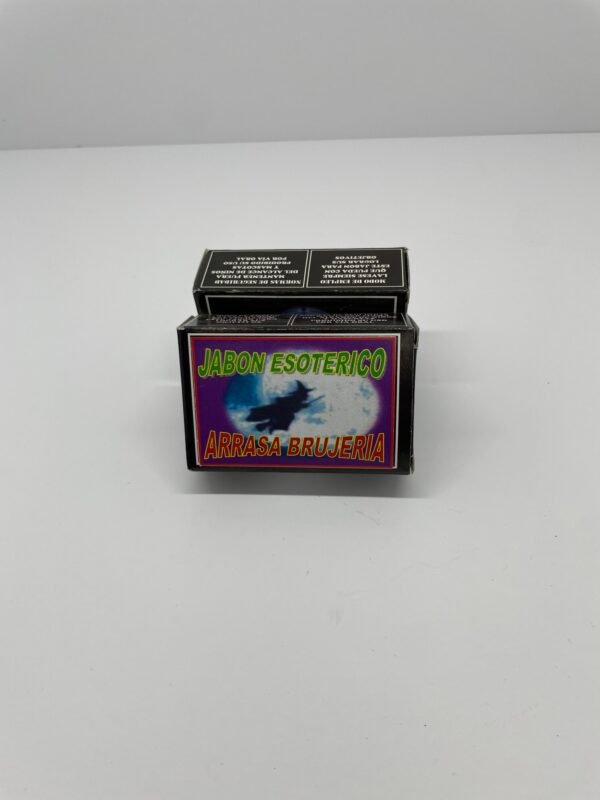 MODO DE EMPLEO
LAVESE SIEMPRE
QUE PUEDA CON
ESTE JABON PARA
LOGRAR SUS
OBJETIVOS
NORMAS DE SEGURIDAD
MANTENER FUERA
DEL ALCANCE DE NIÑOS
Y MASCOTAS
PROHIBIDO SU USO
POR VIA ORAL
JABON ESOTERICO
ARRASA BRUJERIA